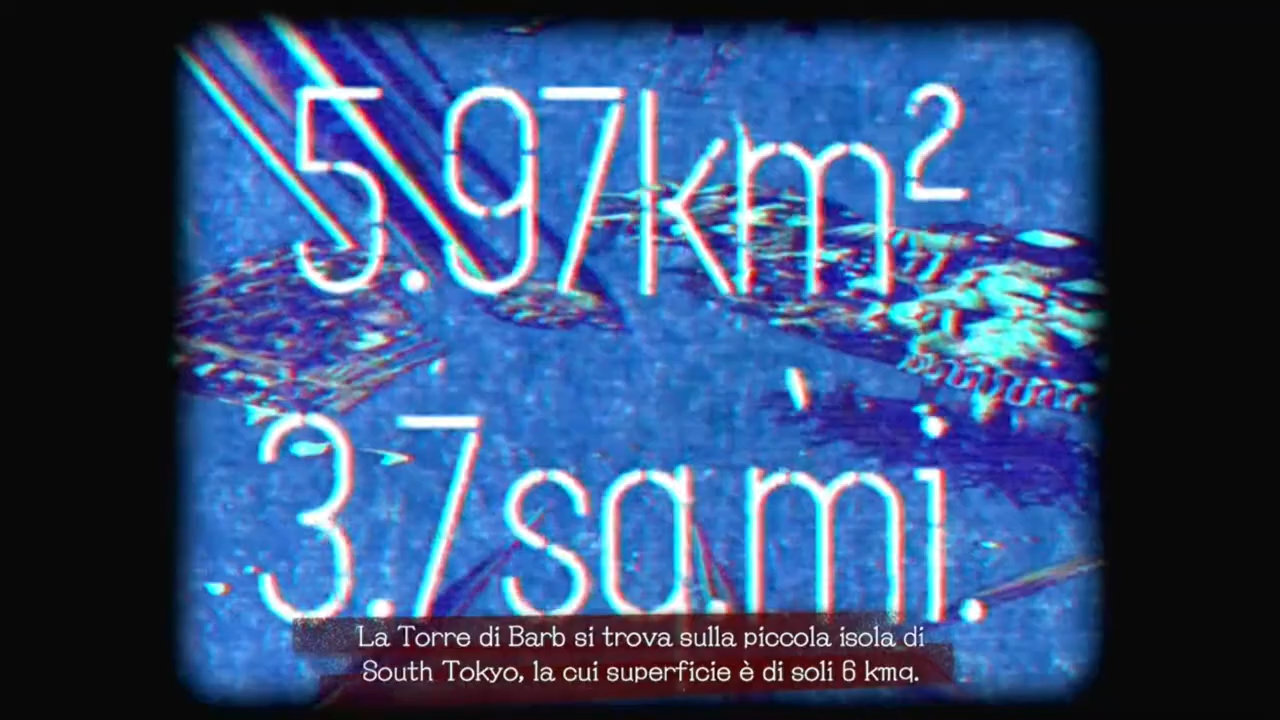 5.97km²
3.7sq.mi.
La Torre di Barb si trova sulla piccola isola di
South Tokyo, la cui superficie è di soli 6 kmq.